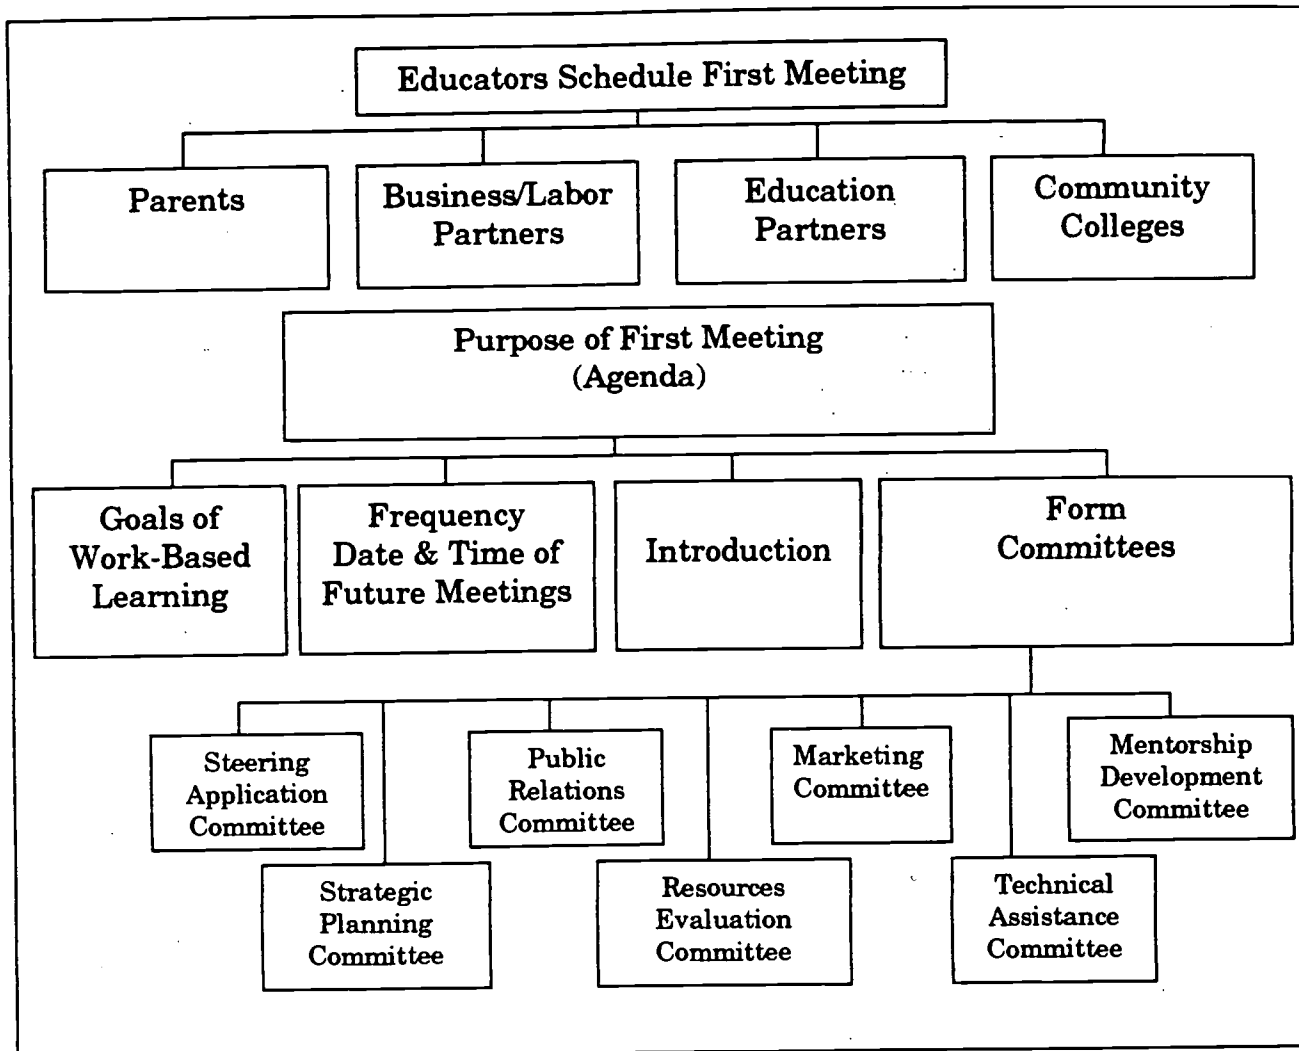 Educators Schedule First Meeting
Parents
Business/Labor
Partners
Education
Partners
Community
Colleges
Purpose of First Meeting
(Agenda)
Goals of
Work-Based
Learning
Frequency
Date & Time of
Future Meetings
Introduction
Form
Committees
Steering
Application
Committee
Public
Relations
Committee
Marketing
Committee
Mentorship
Development
Committee
Strategic
Planning
Committee
Resources
Evaluation
Committee
Technical
Assistance
Committee